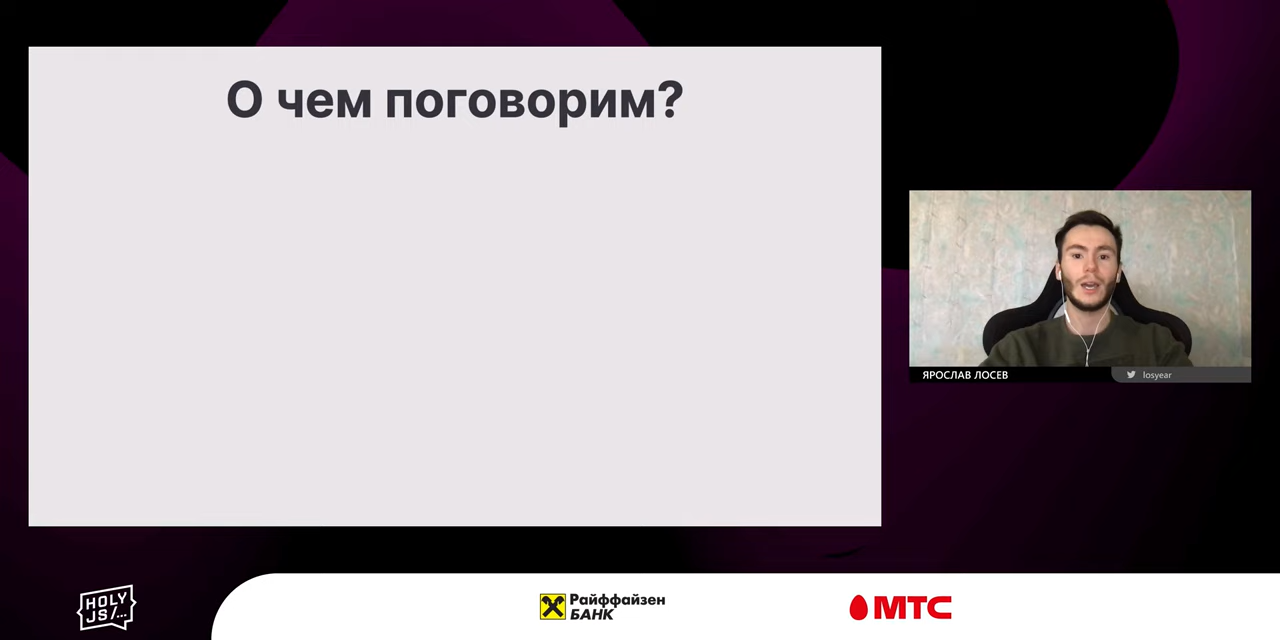 О чем поговорим?
ЯРОСЛАВ ЛОСЕВ
losyear
HOLY
JS/...
Райффайзен
БАНК
МТС